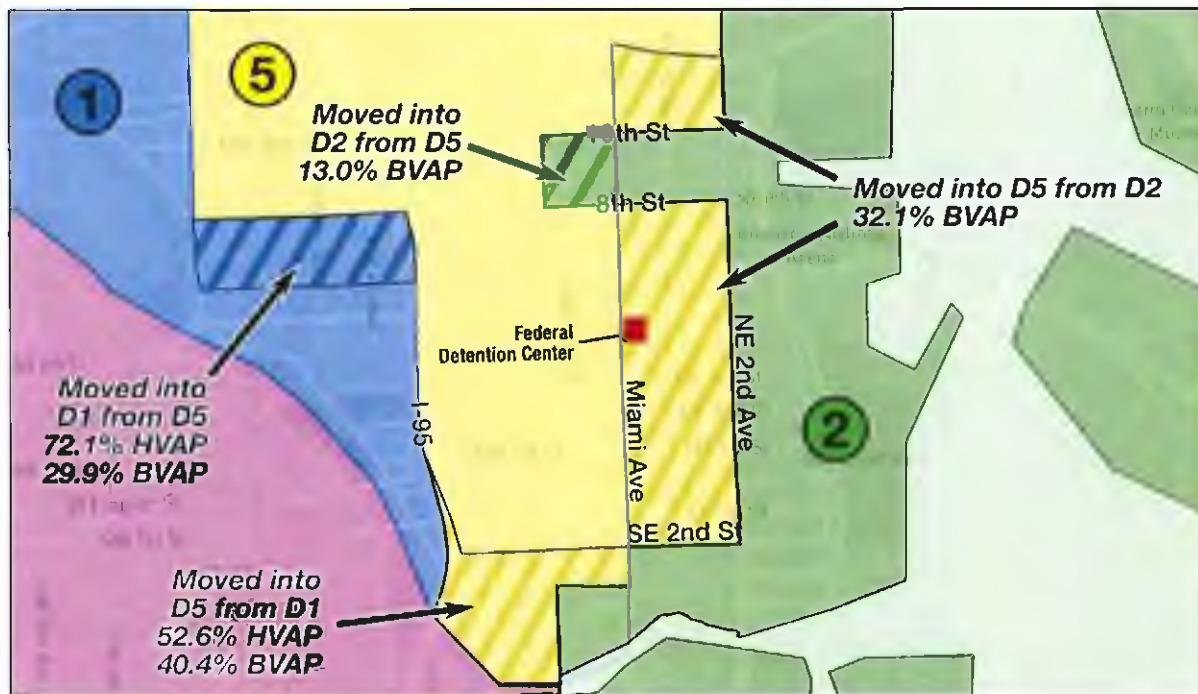 1
5
Moved into
D2 from D5
13.0% BVAP
th-St
8th-St
Moved into D5 from D2
32.1% BVAP
Federal
Detention Center
Moved into
D1 from D5
72.1% HVAP
29.9% BVAP
I-95
Miami Ave
NE 2nd Ave
2
SE 2nd St
Moved into
D5 from D1
52.6% HVAP
40.4% BVAP